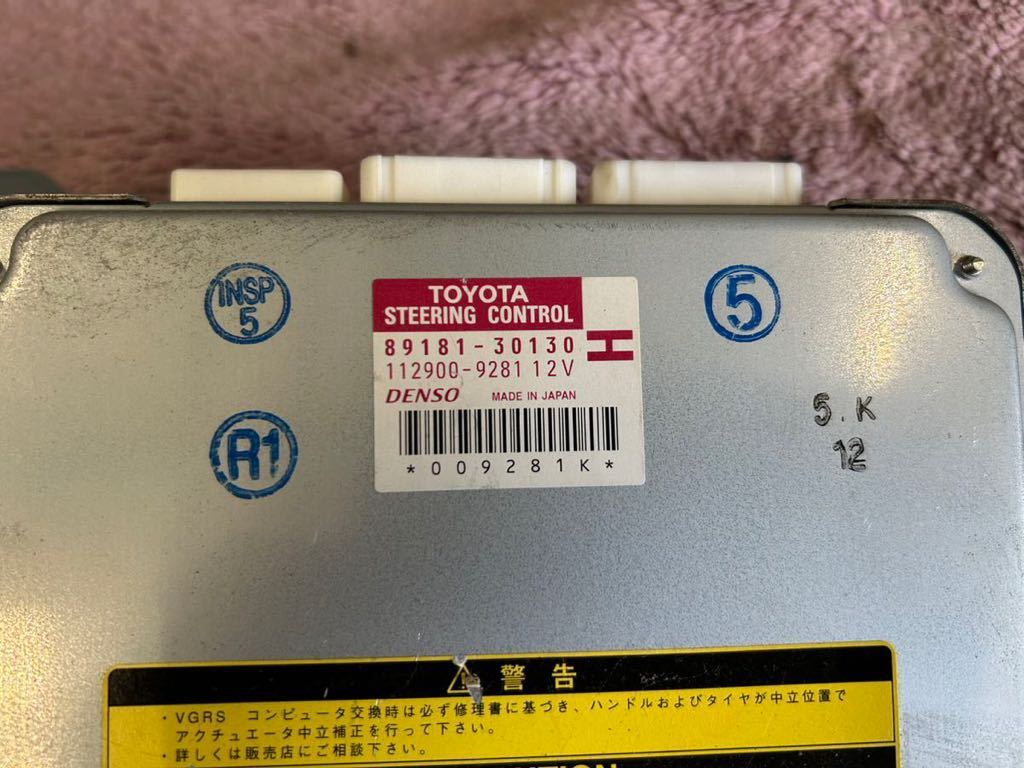 INSP
5
TOYOTA
STEERING CONTROL
89181-30130
H
112900-9281 12V
DENSO MADE IN JAPAN
*009281K*
5
R1
5.K
12
警告
・VGRS コンピュータ交換時は必ず修理書に基づき、ハンドルおよびタイヤが中立位置で
アクチュエータ中立補正を行って下さい。
・詳しくは販売店にご相談下さい。